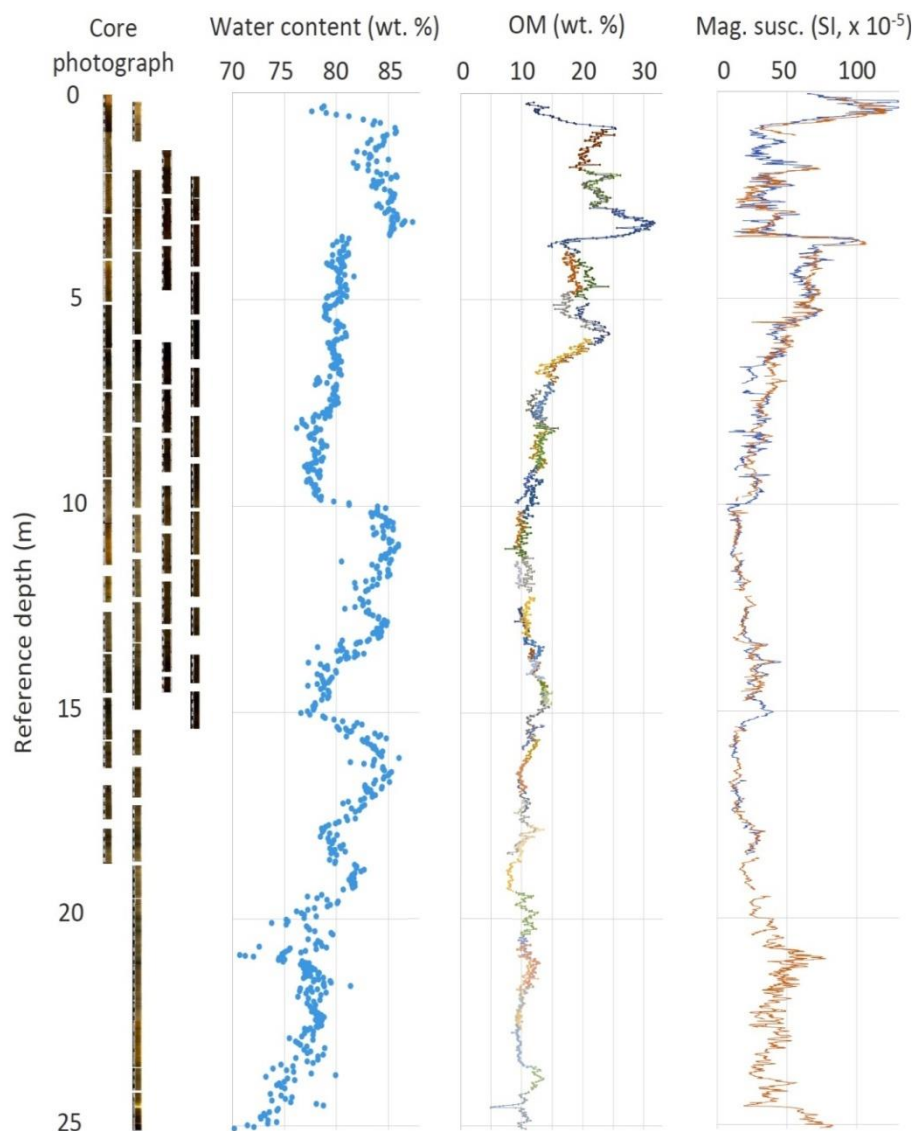 Core
photograph
Water content (wt. %)
OM (wt. %)
Mag. susc. (SI, x 10⁻⁵)
70 75 80 85
0 10 20 30
0 50 100
Reference depth (m)
0
5
10
15
20
25